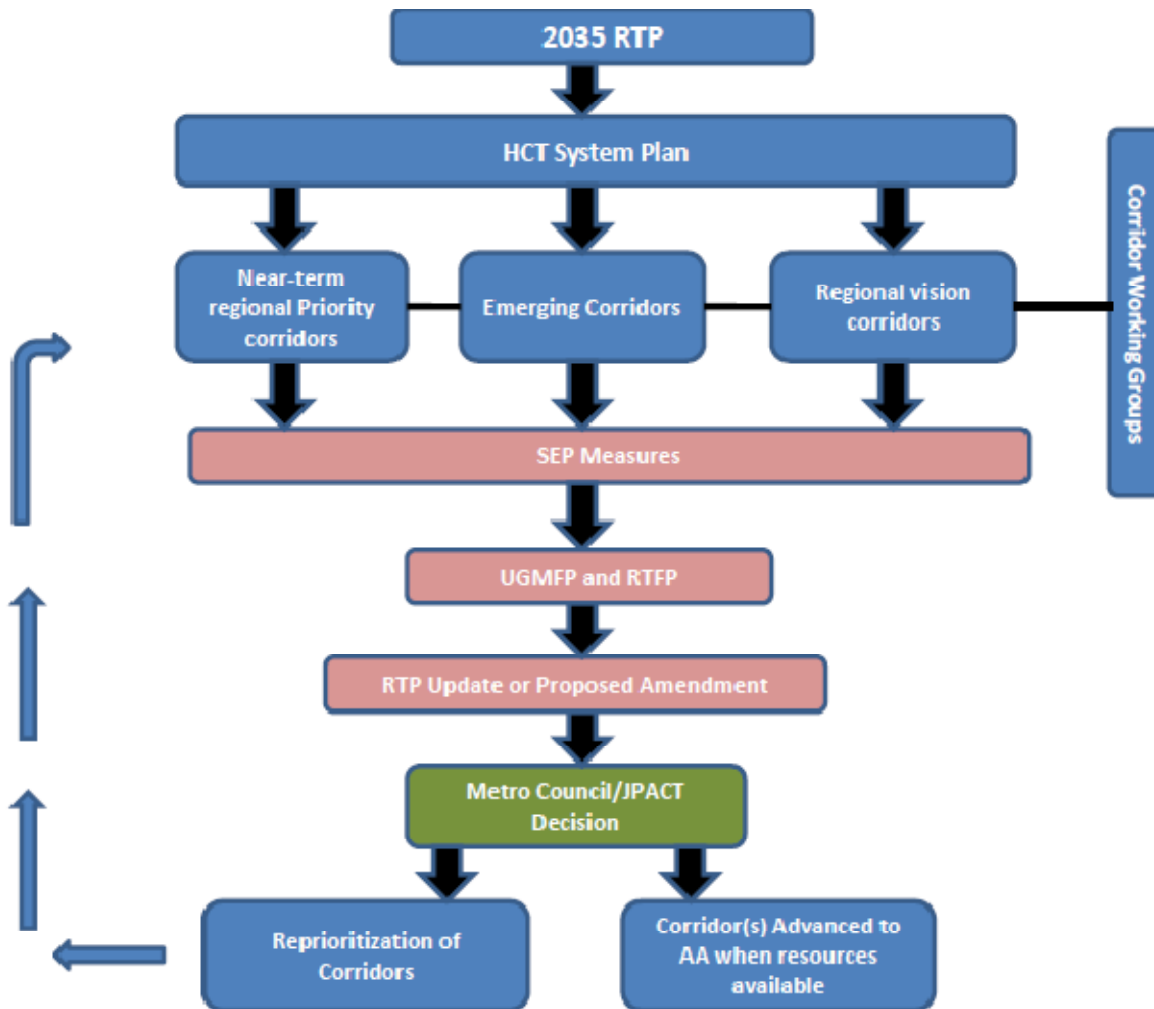 2035 RTP
HCT System Plan
Corridor Working Groups
Near-term
regional Priority
corridors
Emerging Corridors
Regional vision
corridors
SEP Measures
UGMFP and RTFP
RTP Update or Proposed Amendment
Metro Council/JPACT
Decision
Reprioritization of
Corridors
Corridor(s) Advanced to
AA when resources
available